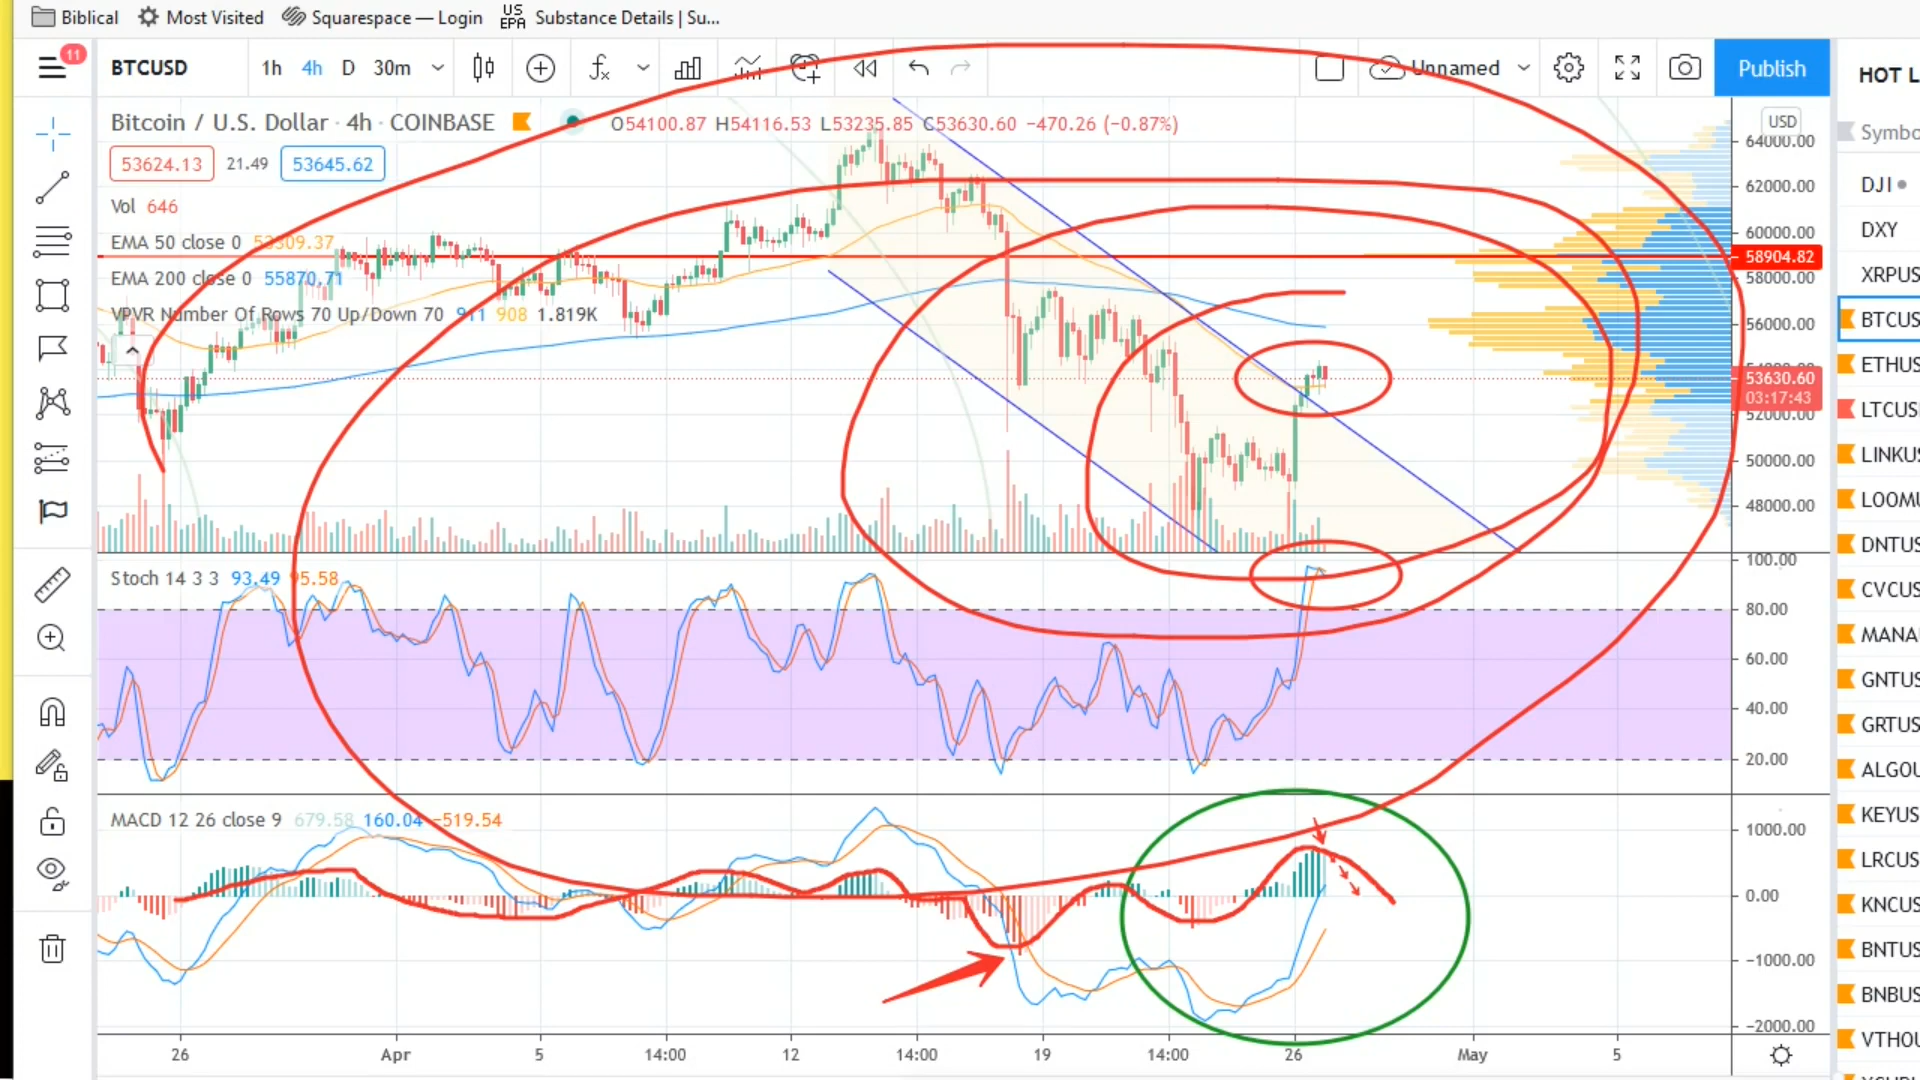 Biblical Most Visited Squarespace — Login US EPA Substance Details | Su...
11 BTCUSD 1h 4h D 30m Unnamed Publish HOT L
Bitcoin / U.S. Dollar · 4h · COINBASE O54100.87 H54116.53 L53235.85 C53630.60 −470.26 (−0.87%)
53624.13 21.49 53645.62
Vol 646
EMA 50 close 0 53309.37
EMA 200 close 0 55870.71
VPVR Number Of Rows 70 Up/Down 70 911 908 1.819K
USD
64000.00
62000.00
60000.00
58904.82
58000.00
56000.00
53630.60
03:17:43
52000.00
50000.00
48000.00
Stoch 14 3 3 93.49 95.58
100.00
80.00
60.00
40.00
20.00
MACD 12 26 close 9 679.58 160.04 −519.54
1000.00
0.00
−1000.00
−2000.00
26 Apr 5 14:00 12 14:00 19 14:00 26 May 5
Symbo
DJI
DXY
XRPUS
BTCUS
ETHUS
LTCUS
LINKUS
LOOMU
DNTUS
CVCUS
MANA
GNTUS
GRTUS
ALGOU
KEYUS
LRCUS
KNCUS
BNTUS
BNBUS
VTHOU